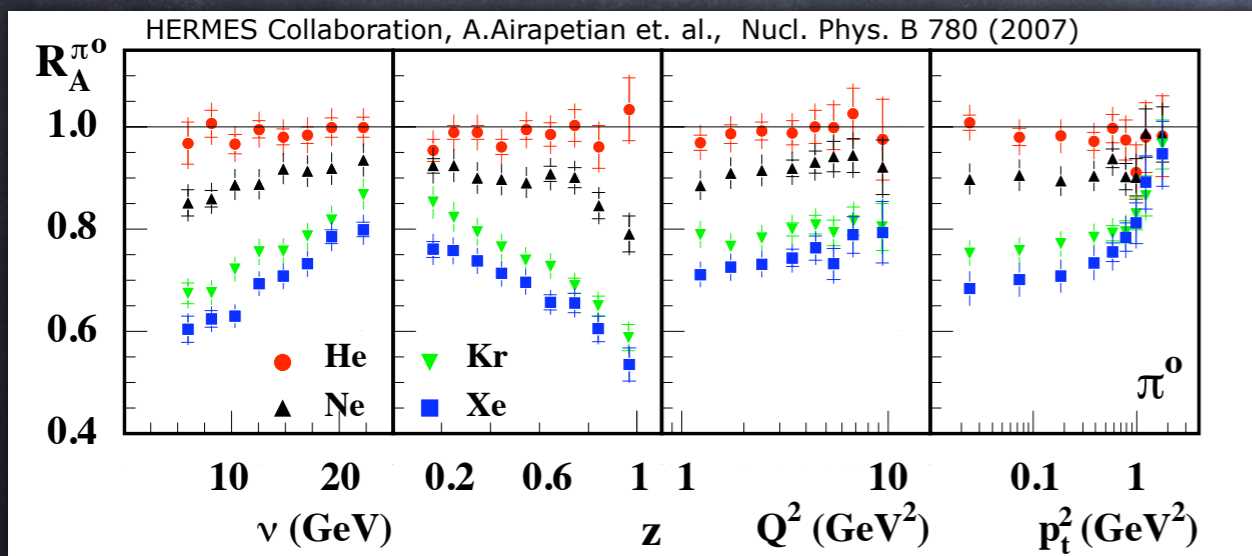 HERMES Collaboration, A.Airapetian et. al., Nucl. Phys. B 780 (2007)
R_A^π⁰
1.0
0.8
0.6
0.4
He
Ne
Kr
Xe
π⁰
10 20 0.2 0.6 1 1 10 0.1 1
ν (GeV) z Q² (GeV²) p_t² (GeV²)